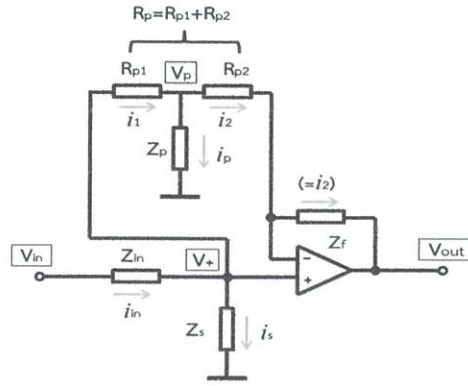 Rp=Rp1+Rp2
Rp1
Vp
Rp2
i1
i2
Zp
ip
(=i2)
Zf
Vin
Zin
V+
-
+
Vout
iin
Zs
is